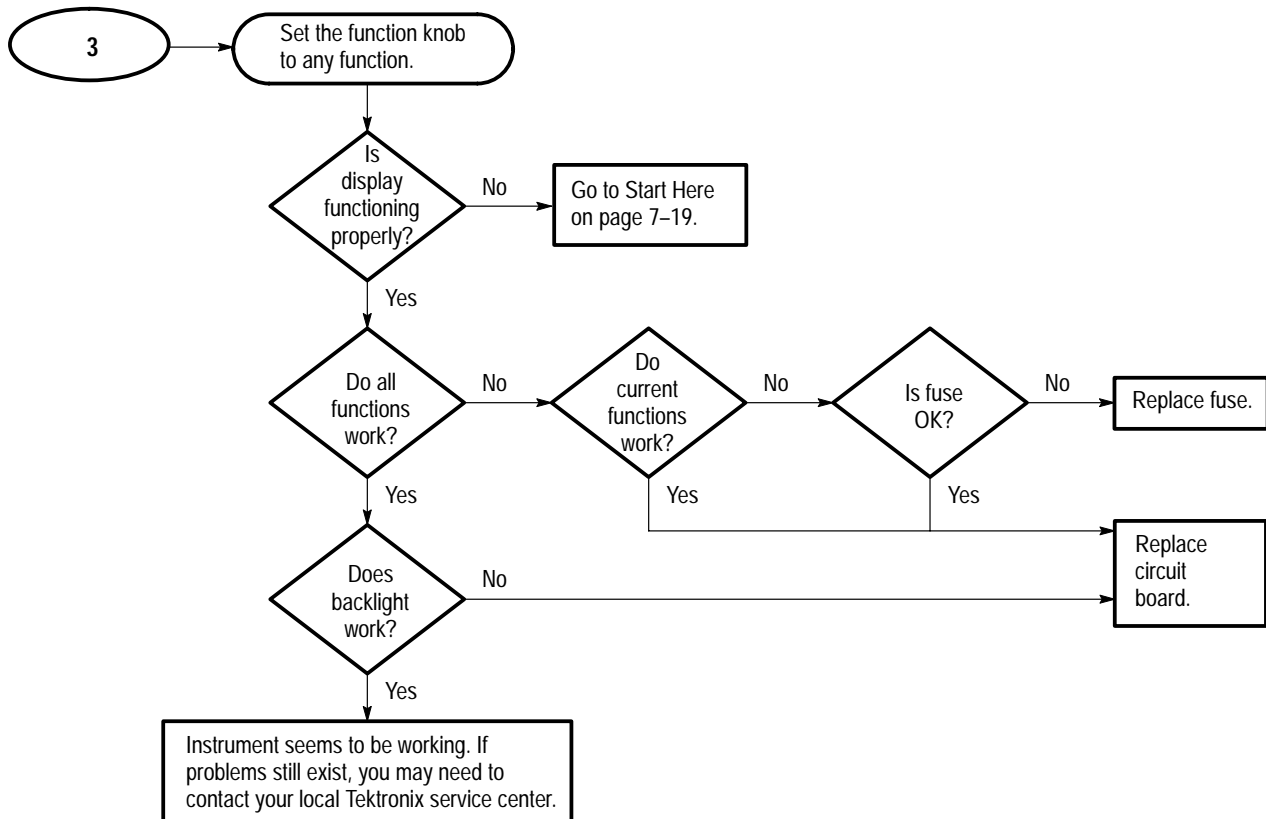 3
Set the function knob
to any function.
Is
display
functioning
properly?
No
Go to Start Here
on page 7–19.
Yes
Do all
functions
work?
No
Do
current
functions
work?
No
Is fuse
OK?
No
Replace fuse.
Yes
Yes
Yes
Replace
circuit
board.
Does
backlight
work?
No
Yes
Instrument seems to be working. If
problems still exist, you may need to
contact your local Tektronix service center.